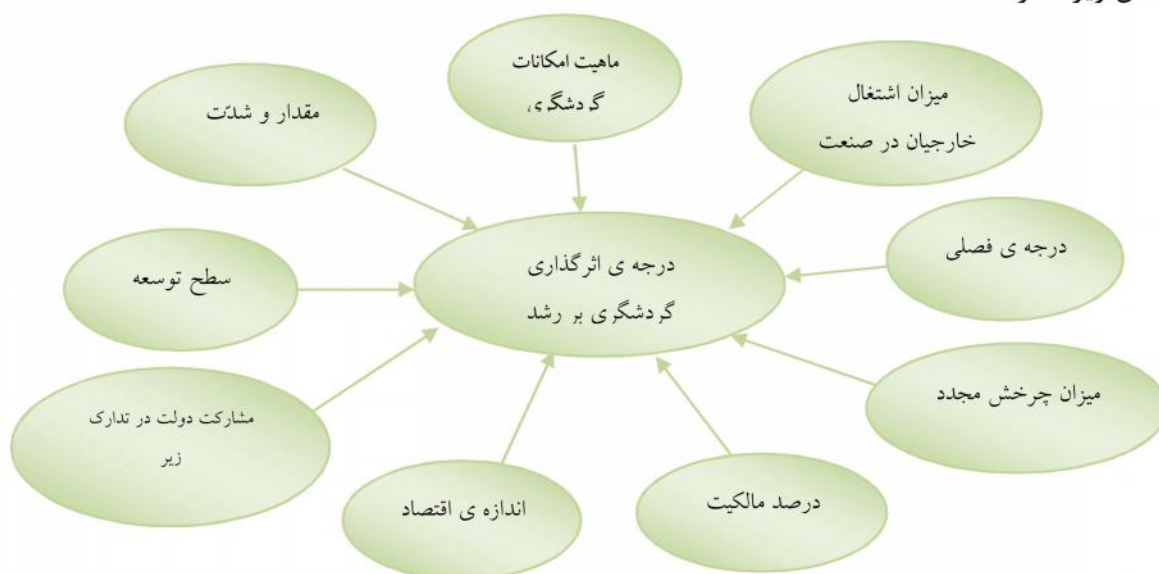 ماهیت امکانات
گردشگری
میزان اشتغال
خارجیان در صنعت
مقدار و شدّت
درجه ی فصلی
درجه ی اثرگذاری
گردشگری بر رشد
سطح توسعه
میزان چرخش مجدد
مشارکت دولت در تدارک
زیر
درصد مالکیت
اندازه ی اقتصاد